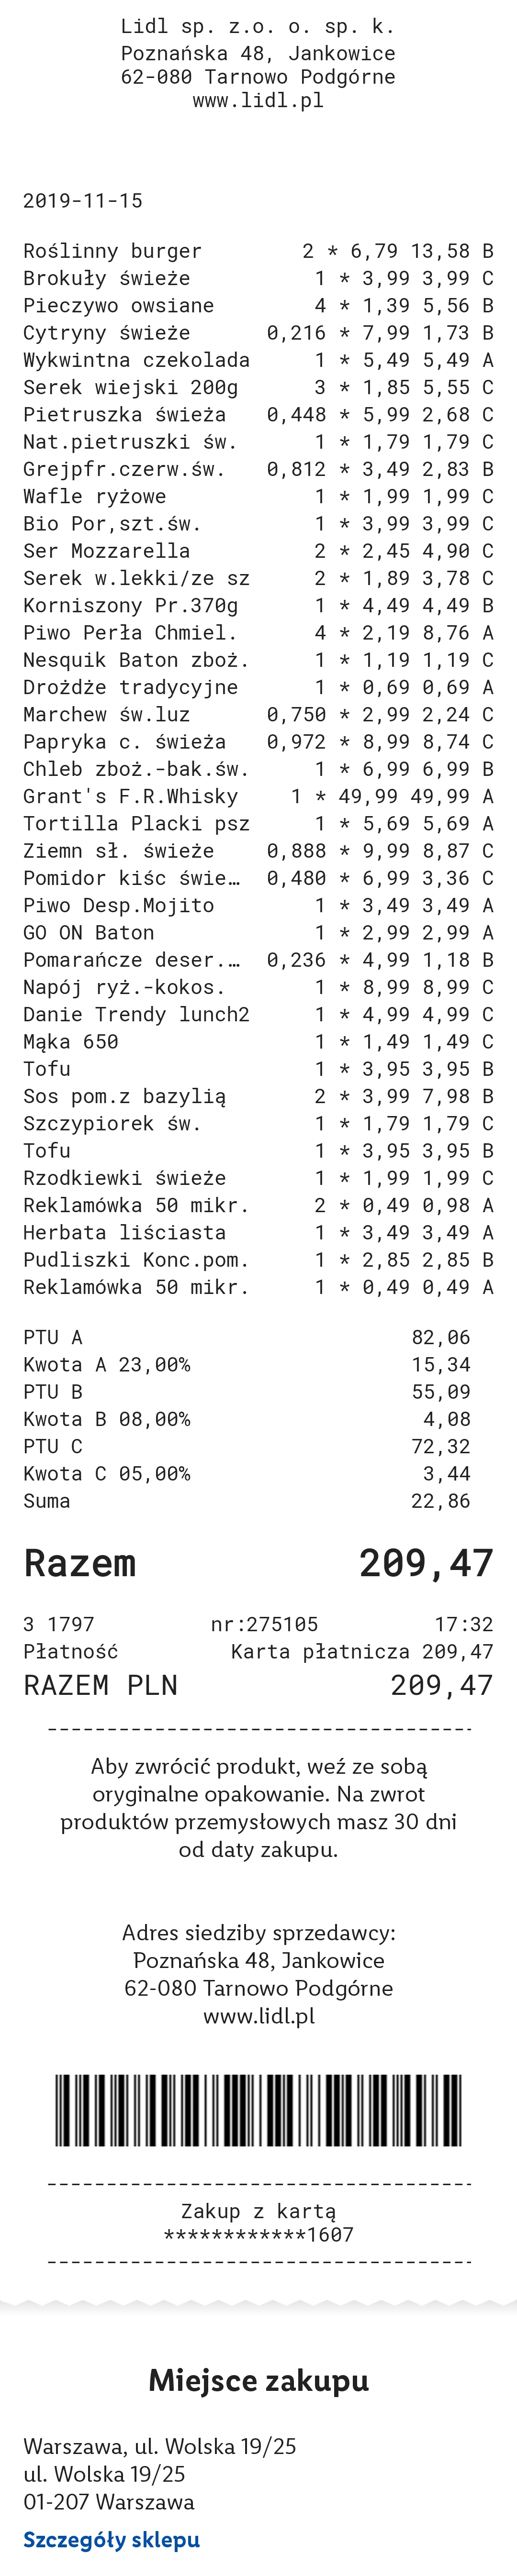 Lidl sp. z.o. o. sp. k.
Poznańska 48, Jankowice
62-080 Tarnowo Podgórne
www.lidl.pl
2019-11-15
Roślinny burger 2 * 6,79 13,58 B
Brokuły świeże 1 * 3,99 3,99 C
Pieczywo owsiane 4 * 1,39 5,56 B
Cytryny świeże 0,216 * 7,99 1,73 B
Wykwintna czekolada 1 * 5,49 5,49 A
Serek wiejski 200g 3 * 1,85 5,55 C
Pietruszka świeża 0,448 * 5,99 2,68 C
Nat.pietruszki św. 1 * 1,79 1,79 C
Grejpfr.czerw.św. 0,812 * 3,49 2,83 B
Wafle ryżowe 1 * 1,99 1,99 C
Bio Por,szt.św. 1 * 3,99 3,99 C
Ser Mozzarella 2 * 2,45 4,90 C
Serek w.lekki/ze sz 2 * 1,89 3,78 C
Korniszony Pr.370g 1 * 4,49 4,49 B
Piwo Perła Chmiel. 4 * 2,19 8,76 A
Nesquik Baton zboż. 1 * 1,19 1,19 C
Drożdże tradycyjne 1 * 0,69 0,69 A
Marchew św.luz 0,750 * 2,99 2,24 C
Papryka c. świeża 0,972 * 8,99 8,74 C
Chleb zboż.-bak.św. 1 * 6,99 6,99 B
Grant's F.R.Whisky 1 * 49,99 49,99 A
Tortilla Placki psz 1 * 5,69 5,69 A
Ziemn sł. świeże 0,888 * 9,99 8,87 C
Pomidor kiśc świe… 0,480 * 6,99 3,36 C
Piwo Desp.Mojito 1 * 3,49 3,49 A
GO ON Baton 1 * 2,99 2,99 A
Pomarańcze deser.… 0,236 * 4,99 1,18 B
Napój ryż.-kokos. 1 * 8,99 8,99 C
Danie Trendy lunch2 1 * 4,99 4,99 C
Mąka 650 1 * 1,49 1,49 C
Tofu 1 * 3,95 3,95 B
Sos pom.z bazylią 2 * 3,99 7,98 B
Szczypiorek św. 1 * 1,79 1,79 C
Tofu 1 * 3,95 3,95 B
Rzodkiewki świeże 1 * 1,99 1,99 C
Reklamówka 50 mikr. 2 * 0,49 0,98 A
Herbata liściasta 1 * 3,49 3,49 A
Pudliszki Konc.pom. 1 * 2,85 2,85 B
Reklamówka 50 mikr. 1 * 0,49 0,49 A
PTU A 82,06
Kwota A 23,00% 15,34
PTU B 55,09
Kwota B 08,00% 4,08
PTU C 72,32
Kwota C 05,00% 3,44
Suma 22,86
Razem 209,47
3 1797 nr:275105 17:32
Płatność Karta płatnicza 209,47
RAZEM PLN 209,47
Aby zwrócić produkt, weź ze sobą
oryginalne opakowanie. Na zwrot
produktów przemysłowych masz 30 dni
od daty zakupu.
Adres siedziby sprzedawcy:
Poznańska 48, Jankowice
62-080 Tarnowo Podgórne
www.lidl.pl
Zakup z kartą
************1607
Miejsce zakupu
Warszawa, ul. Wolska 19/25
ul. Wolska 19/25
01-207 Warszawa
Szczegóły sklepu